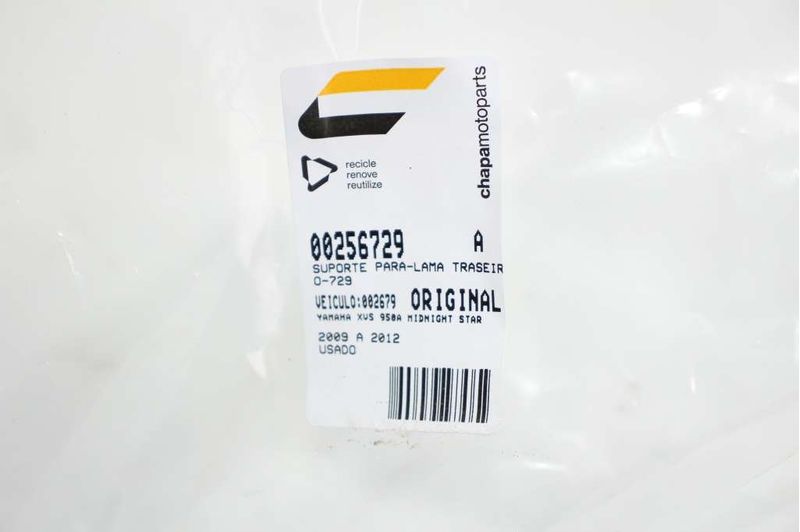 chapamotoparts
recicle
renove
reutilize
00256729 A
SUPORTE PARA-LAMA TRASEIR
O-729
VEICULO:002679 ORIGINAL
YAMAHA XVS 950A MIDNIGHT STAR
2009 A 2012
USADO